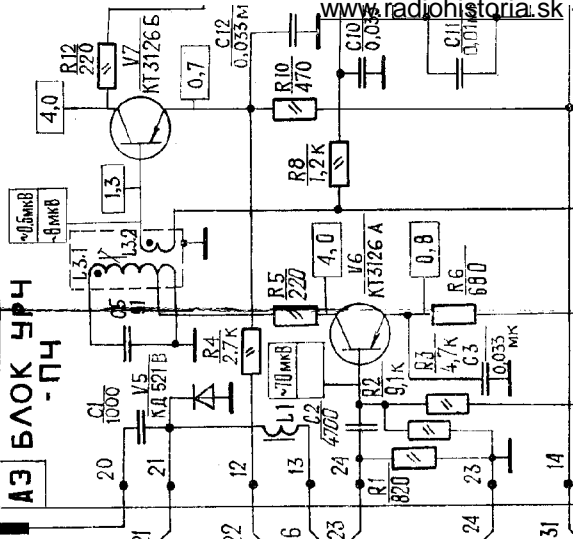 www.radiohistoria.sk
R12
220
V7
КТ3126Б
C12
0,033М
C10
0,033
C11
0,01мк
4,0
0,7
R10
470
1,3
R8
1,2К
~0,6мкВ
~8мкВ
L3.1
L3.2
А3 БЛОК УРЧ
-ПЧ
R5
220
4,0
V6
КТ3126А
0,8
R6
680
C1
1000
V5
КД521В
R4
2,7К
~70мкВ
L1
C2
4700
R2
9,1К
R3
4,7К
C3
0,033
МК
R1
820
20
21
12
13
24
23
14
21
22
6
23
24
31